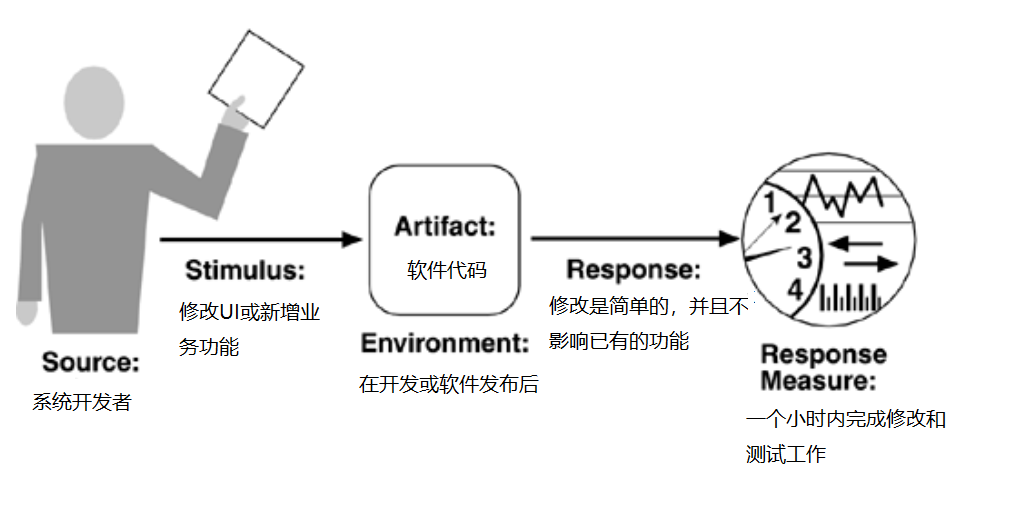 Source:
系统开发者
Stimulus:
修改UI或新增业
务功能
Artifact:
软件代码
Environment:
在开发或软件发布后
Response:
修改是简单的，并且不
影响已有的功能
1
2
3
4
Response
Measure:
一个小时内完成修改和
测试工作